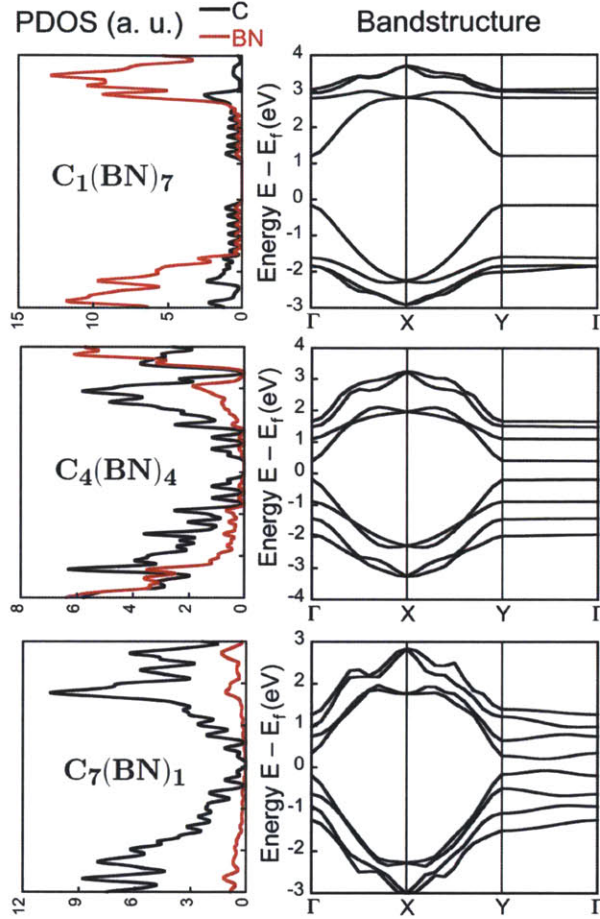 PDOS (a. u.)
C
BN
Bandstructure
C1(BN)7
Energy E − Ef (eV)
4
3
2
1
0
-1
-2
-3
15
10
5
0
Γ
X
Y
Γ
C4(BN)4
Energy E − Ef (eV)
4
3
2
1
0
-1
-2
-3
-4
8
6
4
2
0
Γ
X
Y
Γ
C7(BN)1
Energy E − Ef (eV)
3
2
1
0
-1
-2
-3
12
9
6
3
0
Γ
X
Y
Γ